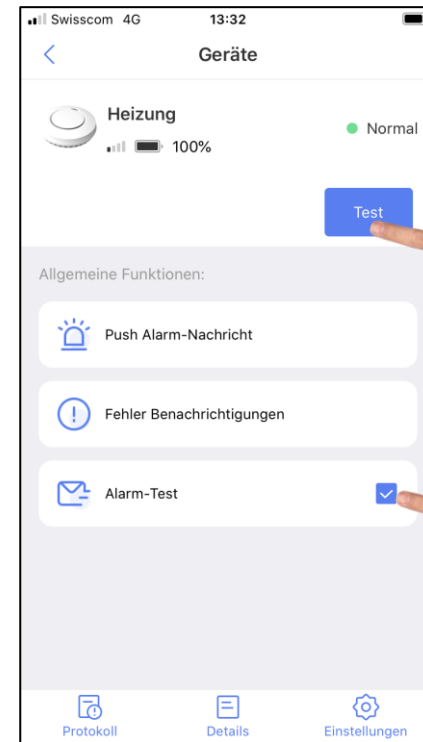 Swisscom 4G 13:32
Geräte
Heizung
100%
Normal
Test
Allgemeine Funktionen:
Push Alarm-Nachricht
Fehler Benachrichtigungen
Alarm-Test
Protokoll Details Einstellungen